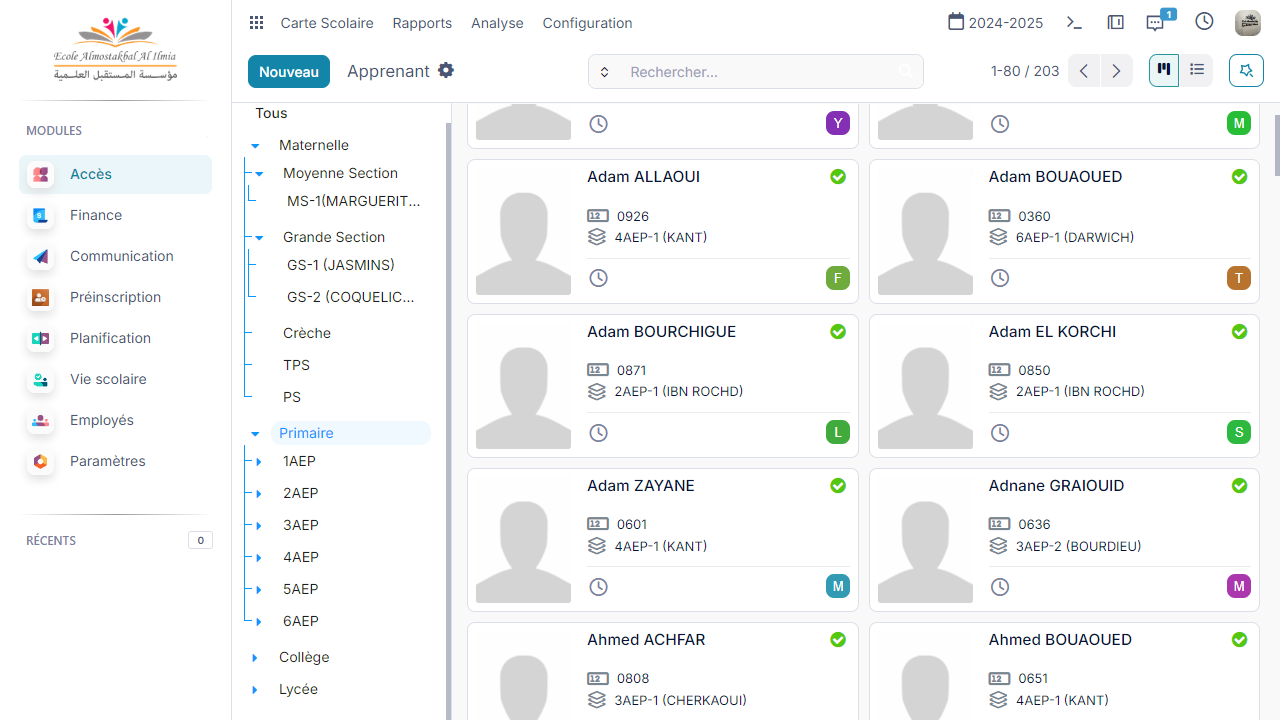 Ecole Almostakbal Al Ilmia
مؤسسة المستقبل العلمية
MODULES
Accès
Finance
Communication
Préinscription
Planification
Vie scolaire
Employés
Paramètres
RÉCENTS 0
Carte Scolaire Rapports Analyse Configuration 2024-2025 1
Nouveau Apprenant Rechercher... 1-80 / 203
Tous
Maternelle
Moyenne Section
MS-1(MARGUERIT...
Grande Section
GS-1 (JASMINS)
GS-2 (COQUELIC...
Crèche
TPS
PS
Primaire
1AEP
2AEP
3AEP
4AEP
5AEP
6AEP
Collège
Lycée
Y M
Adam ALLAOUI
12 0926
4AEP-1 (KANT)
F
Adam BOUAOUED
12 0360
6AEP-1 (DARWICH)
T
Adam BOURCHIGUE
12 0871
2AEP-1 (IBN ROCHD)
L
Adam EL KORCHI
12 0850
2AEP-1 (IBN ROCHD)
S
Adam ZAYANE
12 0601
4AEP-1 (KANT)
M
Adnane GRAIOUID
12 0636
3AEP-2 (BOURDIEU)
M
Ahmed ACHFAR
12 0808
3AEP-1 (CHERKAOUI)
Ahmed BOUAOUED
12 0651
4AEP-1 (KANT)